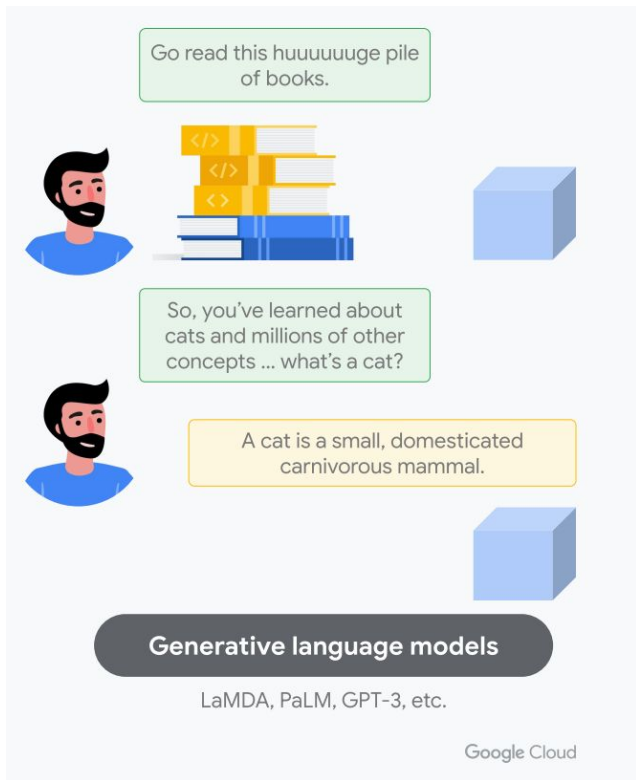 Go read this huuuuuuge pile
of books.
</>
</>
<>
So, you’ve learned about
cats and millions of other
concepts ... what’s a cat?
A cat is a small, domesticated
carnivorous mammal.
Generative language models
LaMDA, PaLM, GPT-3, etc.
Google Cloud